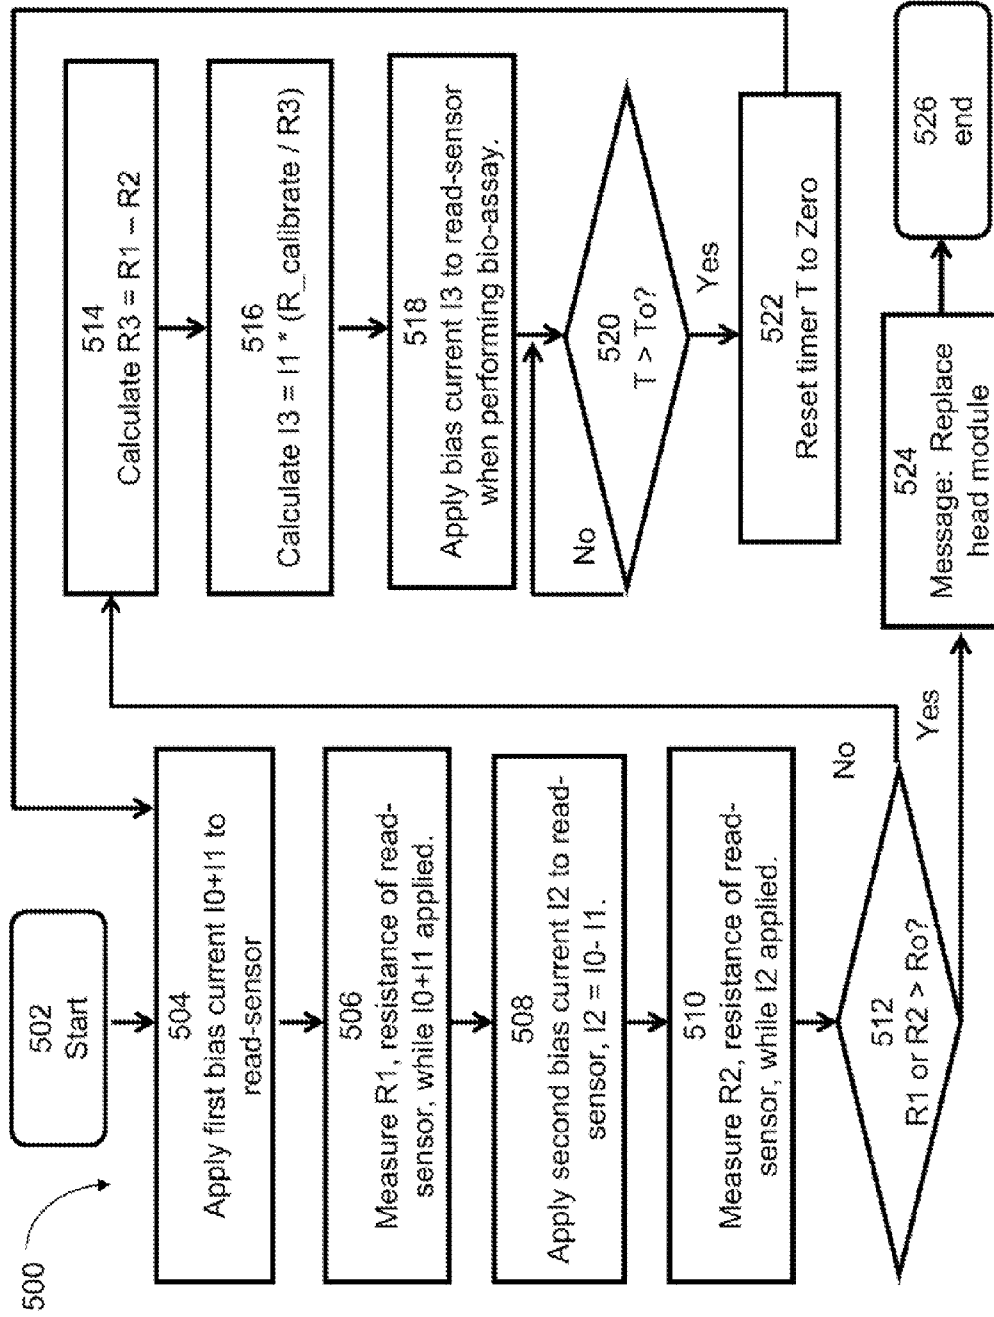 500
502
Start
504
Apply first bias current I0+I1 to
read-sensor
506
Measure R1, resistance of read-
sensor, while I0+I1 applied.
508
Apply second bias current I2 to read-
sensor, I2 = I0- I1.
510
Measure R2, resistance of read-
sensor, while I2 applied.
512
R1 or R2 > Ro?
No
Yes
514
Calculate R3 = R1 – R2
516
Calculate I3 = I1 * (R_calibrate / R3)
518
Apply bias current I3 to read-sensor
when performing bio-assay.
520
T > To?
No
Yes
522
Reset timer T to Zero
524
Message: Replace
head module
526
end